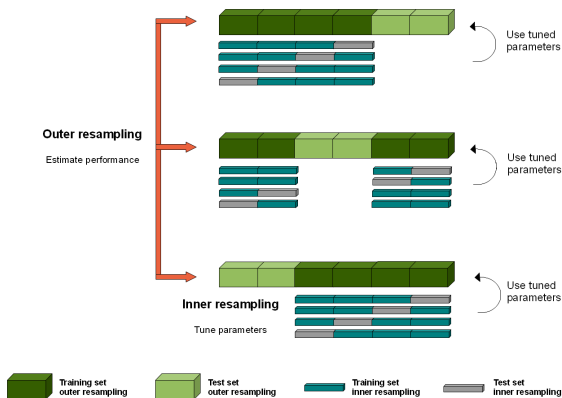 Use tuned
parameters
Outer resampling
Estimate performance
Use tuned
parameters
Use tuned
parameters
Inner resampling
Tune parameters
Training set
outer resampling
Test set
outer resampling
Training set
inner resampling
Test set
inner resampling